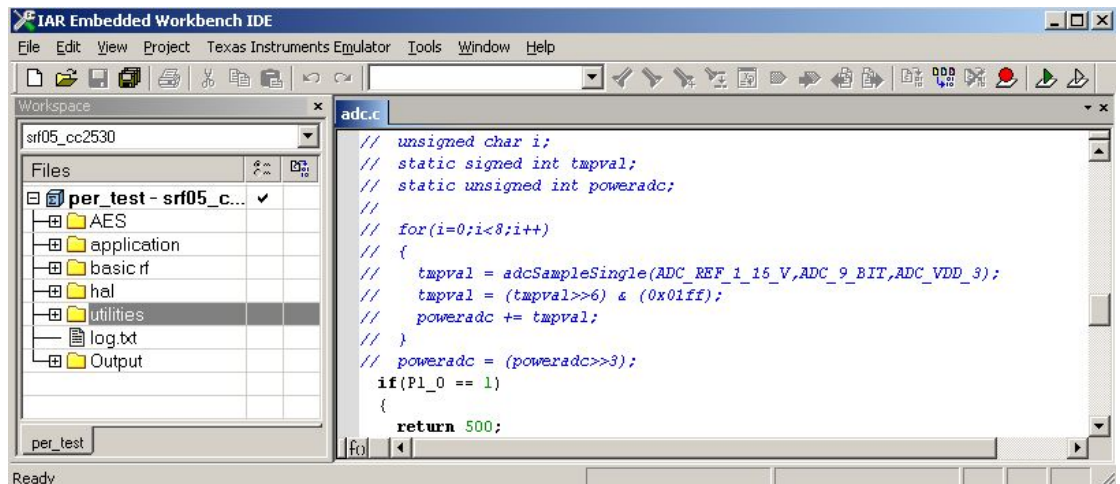 IAR Embedded Workbench IDE
File Edit View Project Texas Instruments Emulator Tools Window Help
Workspace
srf05_cc2530
Files
per_test - srf05_c...
AES
application
basic rf
hal
utilities
log.txt
Output
per_test
adc.c
//  unsigned char i;
//  static signed int tmpval;
//  static unsigned int poweradc;
//
//  for(i=0;i<8;i++)
//  {
//    tmpval = adcSampleSingle(ADC_REF_1_15_V,ADC_9_BIT,ADC_VDD_3);
//    tmpval = (tmpval>>6) & (0x01ff);
//    poweradc += tmpval;
//  }
//  poweradc = (poweradc>>3);
if(P1_0 == 1)
{
return 500;
Ready